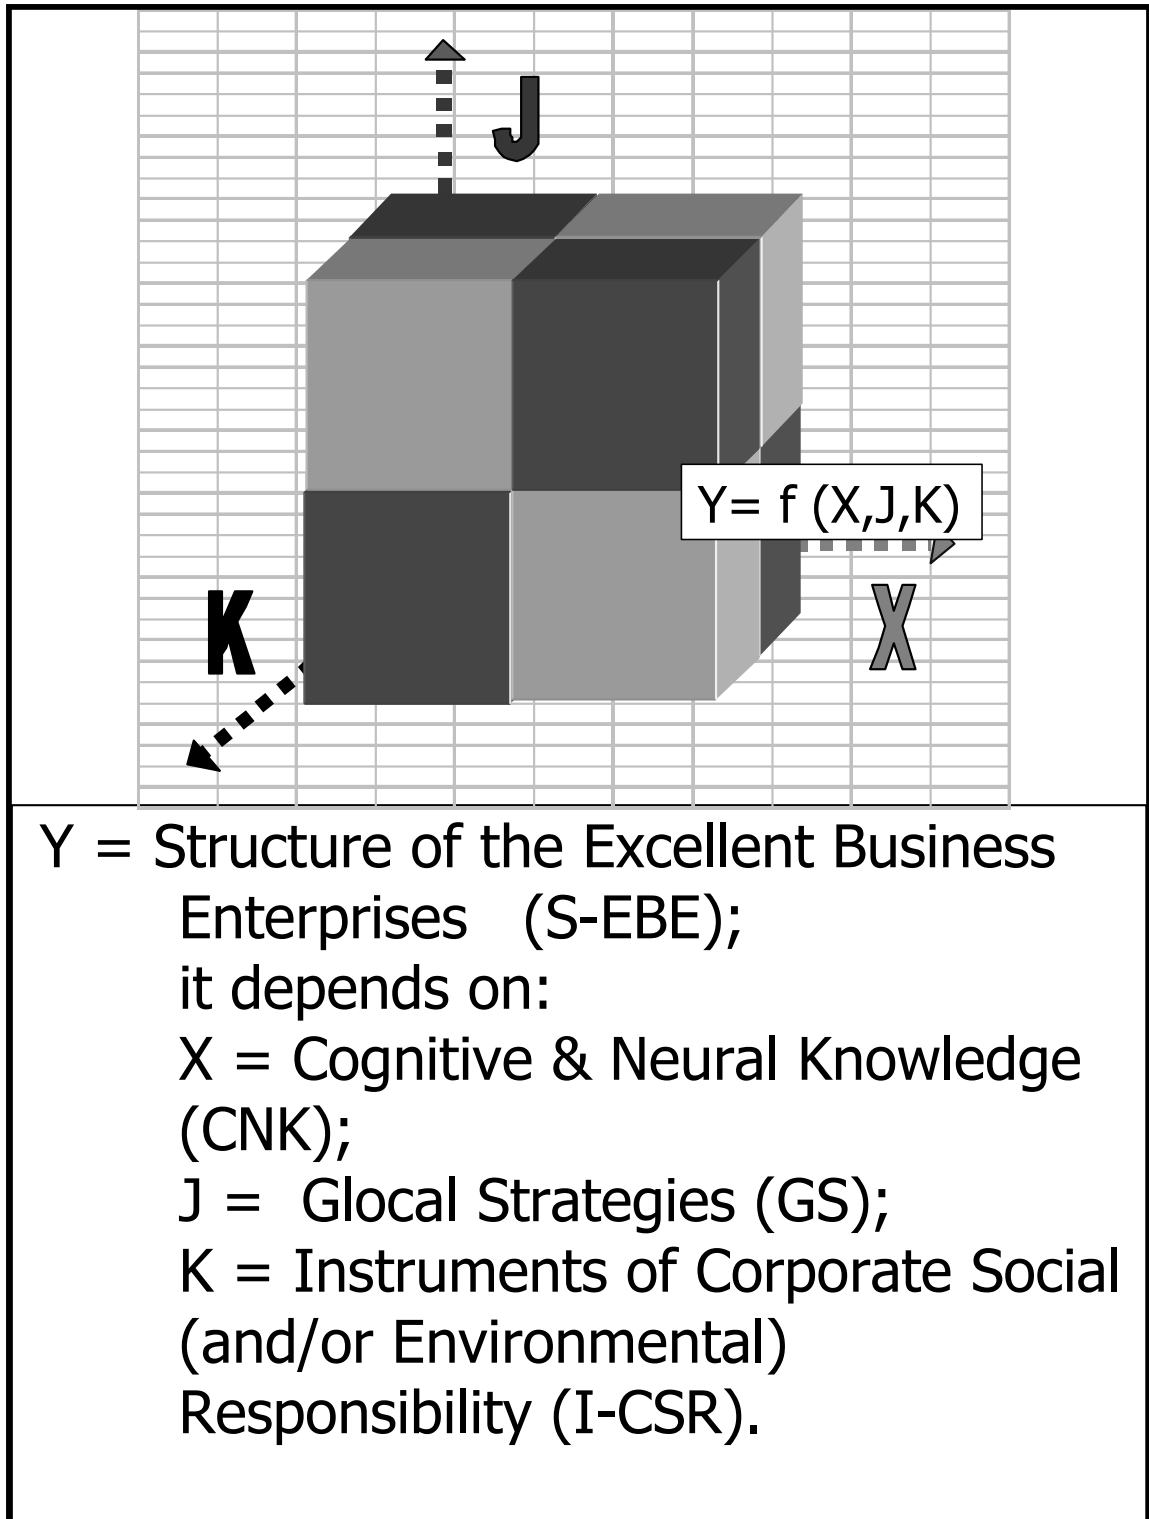 J
Y= f (X,J,K)
K
X
Y = Structure of the Excellent Business
Enterprises (S-EBE);
it depends on:
X = Cognitive & Neural Knowledge
(CNK);
J = Glocal Strategies (GS);
K = Instruments of Corporate Social
(and/or Environmental)
Responsibility (I-CSR).